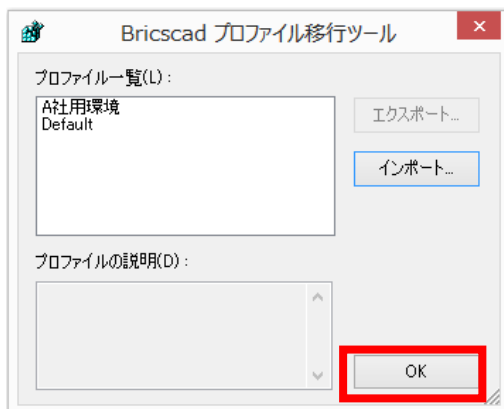 Bricscad プロファイル移行ツール
プロファイル一覧(L) :
A社用環境
Default
エクスポート...
インポート...
プロファイルの説明(D) :
OK